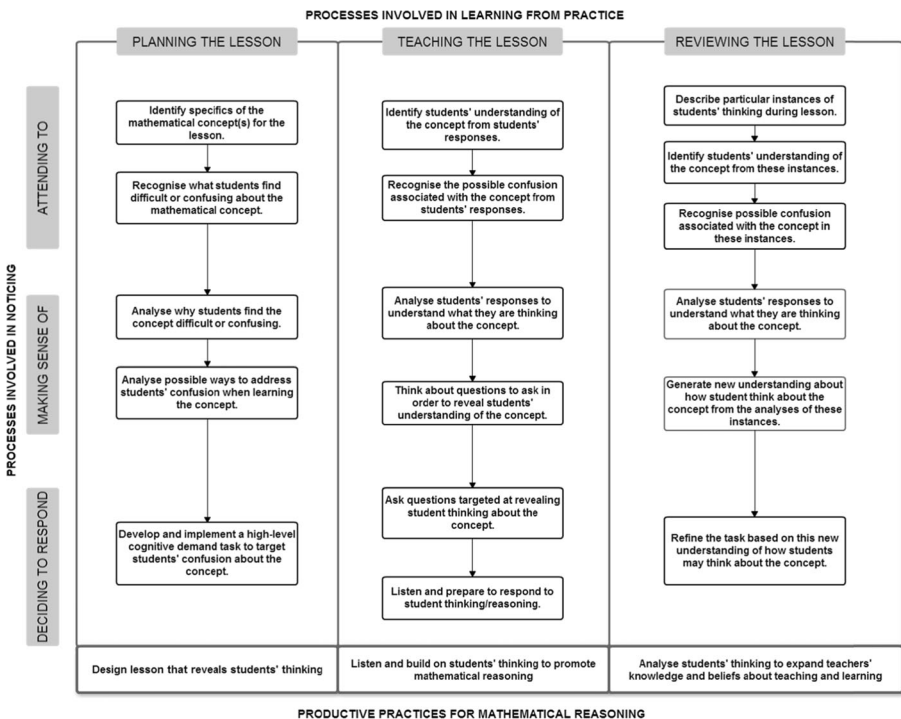 PROCESSES INVOLVED IN LEARNING FROM PRACTICE
PLANNING THE LESSON
TEACHING THE LESSON
REVIEWING THE LESSON
PROCESSES INVOLVED IN NOTICING
ATTENDING TO
MAKING SENSE OF
DECIDING TO RESPOND
Identify specifics of the
mathematical concept(s) for the
lesson.
Recognise what students find
difficult or confusing about the
mathematical concept.
Analyse why students find the
concept difficult or confusing.
Analyse possible ways to address
students' confusion when learning
the concept.
Develop and implement a high-level
cognitive demand task to target
students' confusion about the
concept.
Design lesson that reveals students' thinking
Identify students' understanding
of the concept from students'
responses.
Recognise the possible confusion
associated with the concept from
students' responses.
Analyse students' responses to
understand what they are thinking
about the concept.
Think about questions to ask in
order to reveal students'
understanding of the concept.
Ask questions targeted at revealing
student thinking about the
concept.
Listen and prepare to respond to
student thinking/reasoning.
Listen and build on students' thinking to promote
mathematical reasoning
Describe particular instances of
students' thinking during lesson.
Identify students' understanding of
the concept from these instances.
Recognise possible confusion
associated with the concept in
these instances.
Analyse students' responses to
understand what they are thinking
about the concept.
Generate new understanding about
how student think about the
concept from the analyses of these
instances.
Refine the task based on this new
understanding of how students
may think about the concept.
Analyse students' thinking to expand teachers'
knowledge and beliefs about teaching and learning
PRODUCTIVE PRACTICES FOR MATHEMATICAL REASONING